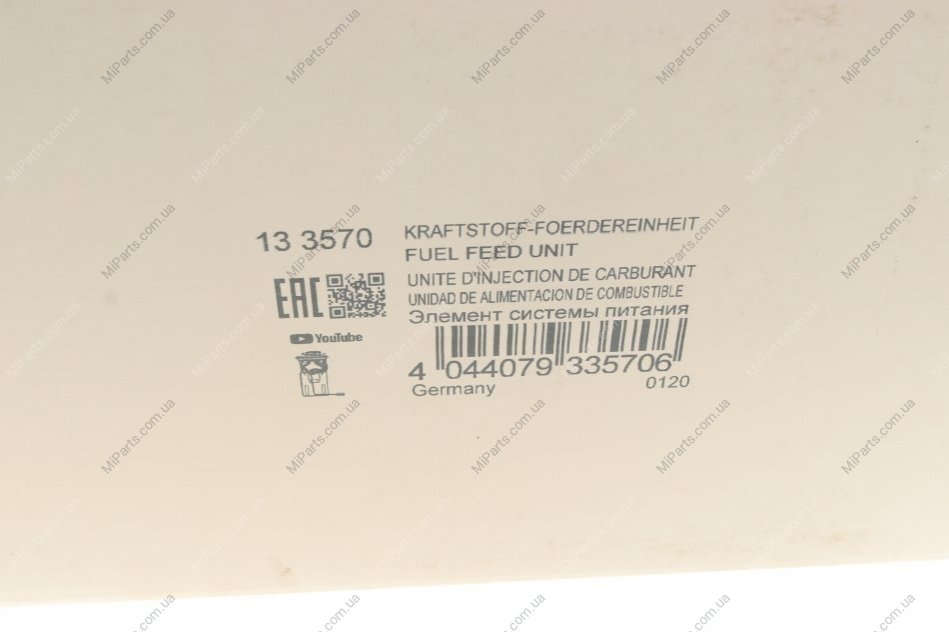 13 3570
KRAFTSTOFF-FOERDEREINHEIT
FUEL FEED UNIT
UNITE D'INJECTION DE CARBURANT
UNIDAD DE ALIMENTACION DE COMBUSTIBLE
Элемент системы питания
EAC
YouTube
4 044079 335706
Germany
0120
MiParts.com.ua